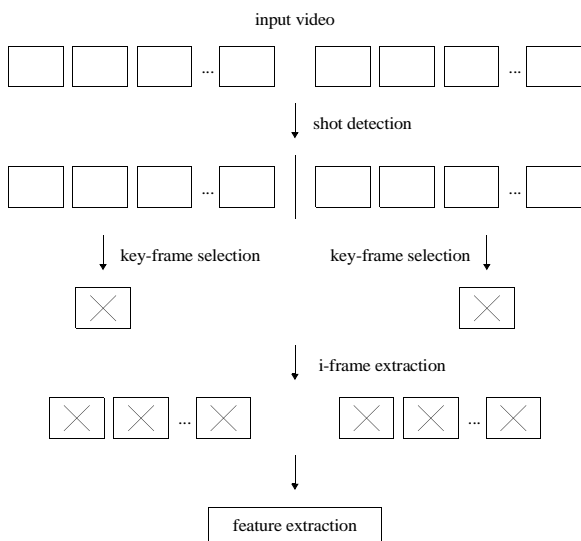 input video
... ...
shot detection
... ...
key-frame selection key-frame selection
i-frame extraction
... ...
feature extraction